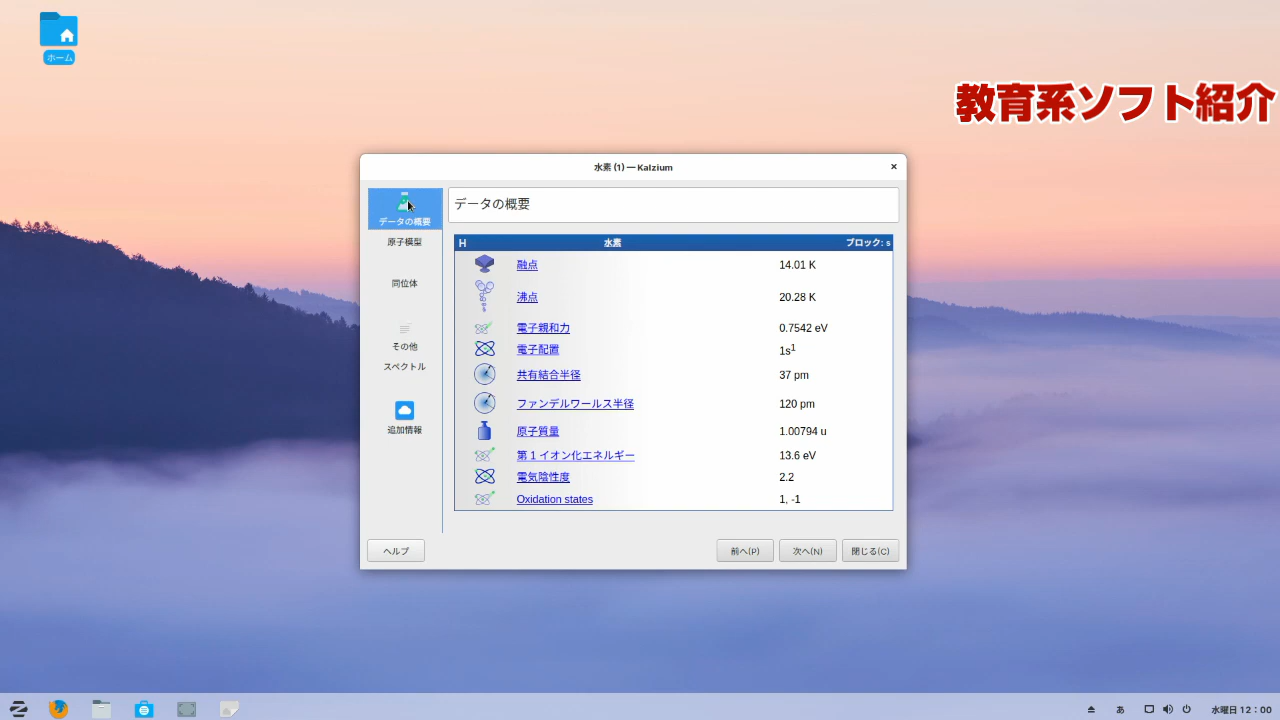 ホーム
教育系ソフト紹介
水素 (1) — Kalzium
データの概要
原子模型
同位体
その他
スペクトル
追加情報
データの概要
H 水素 ブロック: s
融点 14.01 K
沸点 20.28 K
電子親和力 0.7542 eV
電子配置 1s1
共有結合半径 37 pm
ファンデルワールス半径 120 pm
原子質量 1.00794 u
第 1 イオン化エネルギー 13.6 eV
電気陰性度 2.2
Oxidation states 1, -1
ヘルプ 前へ(P) 次へ(N) 閉じる(C)
あ 水曜日 12：00